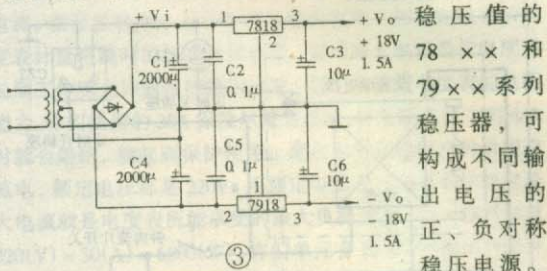 + Vi
1
7818
3
+ Vo
+ 18V
1. 5A
2
C1
2000μ
C2
0. 1μ
C3
10μ
C4
2000μ
C5
0. 1μ
C6
10μ
1
2
7918
3
- Vo
- 18V
1. 5A
③
稳压值的
78 × × 和
79 × × 系列
稳压器，可
构成不同输
出电压的
正、负对称
稳压电源。